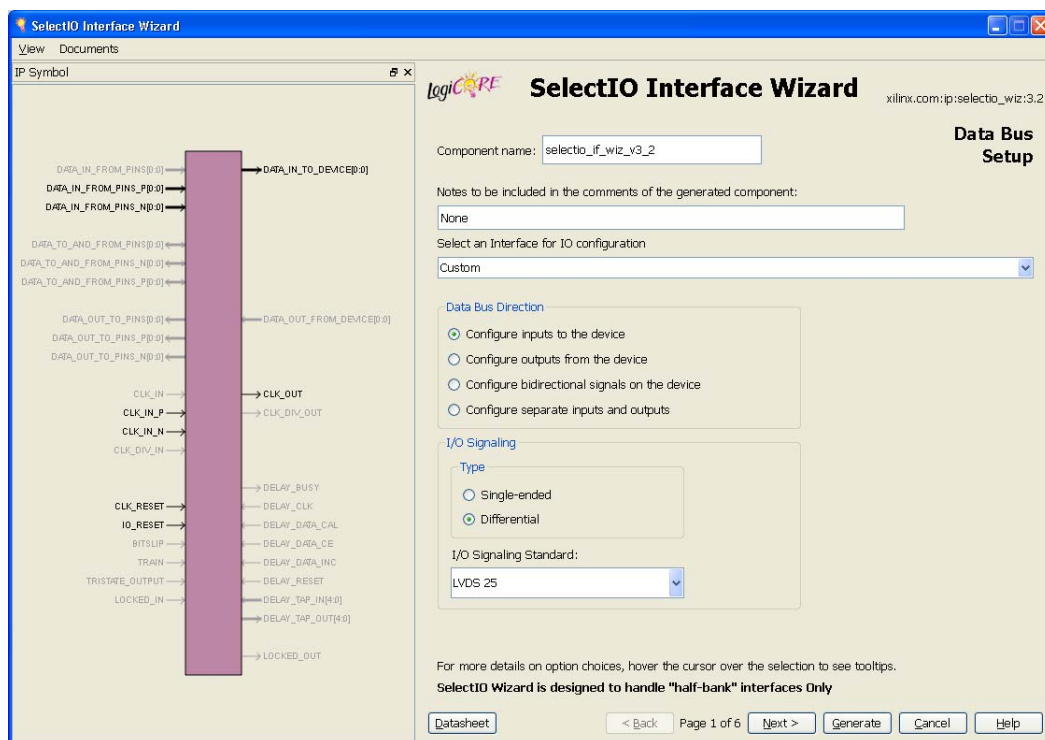 SelectIO Interface Wizard
View Documents
IP Symbol
DATA_IN_FROM_PINS[0:0]
DATA_IN_TO_DEVICE[0:0]
DATA_IN_FROM_PINS_P[0:0]
DATA_IN_FROM_PINS_N[0:0]
DATA_TO_AND_FROM_PINS[0:0]
DATA_TO_AND_FROM_PINS_N[0:0]
DATA_TO_AND_FROM_PINS_P[0:0]
DATA_OUT_TO_PINS[0:0]
DATA_OUT_FROM_DEVICE[0:0]
DATA_OUT_TO_PINS_P[0:0]
DATA_OUT_TO_PINS_N[0:0]
CLK_IN
CLK_OUT
CLK_IN_P
CLK_DIV_OUT
CLK_IN_N
CLK_DIV_IN
DELAY_BUSY
CLK_RESET
DELAY_CLK
IO_RESET
DELAY_DATA_CAL
BITSLIP
DELAY_DATA_CE
TRAIN
DELAY_DATA_INC
TRISTATE_OUTPUT
DELAY_RESET
LOCKED_IN
DELAY_TAP_IN[4:0]
DELAY_TAP_OUT[4:0]
LOCKED_OUT
LogiCORE
SelectIO Interface Wizard
xilinx.com:ip:selectio_wiz:3.2
Data Bus
Setup
Component name: selectio_if_wiz_v3_2
Notes to be included in the comments of the generated component:
None
Select an Interface for IO configuration
Custom
Data Bus Direction
Configure inputs to the device
Configure outputs from the device
Configure bidirectional signals on the device
Configure separate inputs and outputs
I/O Signaling
Type
Single-ended
Differential
I/O Signaling Standard:
LVDS 25
For more details on option choices, hover the cursor over the selection to see tooltips.
SelectIO Wizard is designed to handle "half-bank" interfaces Only
Datasheet
< Back Page 1 of 6 Next > Generate Cancel Help